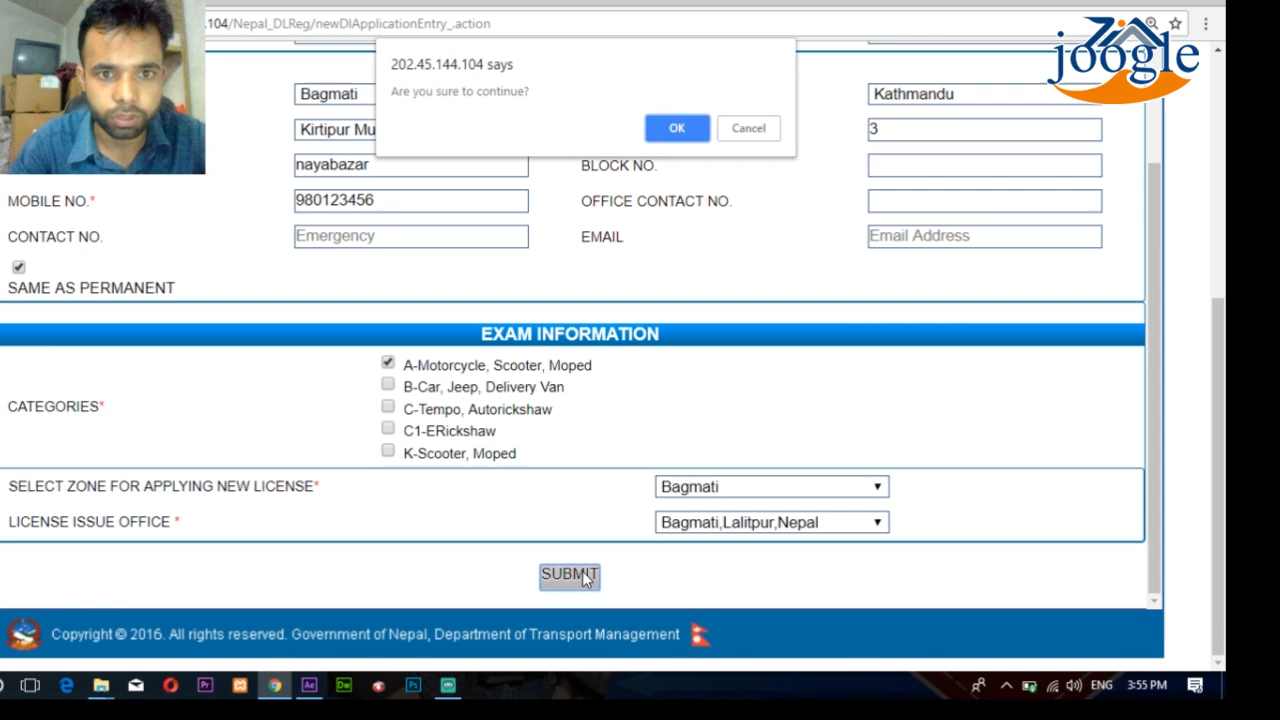 .104/Nepal_DLReg/newDlApplicationEntry_.action
joogle
202.45.144.104 says
Are you sure to continue?
OK Cancel
Bagmati Kathmandu
Kirtipur Mu 3
nayabazar BLOCK NO.
MOBILE NO.* 980123456 OFFICE CONTACT NO.
CONTACT NO. Emergency EMAIL Email Address
SAME AS PERMANENT
EXAM INFORMATION
A-Motorcycle, Scooter, Moped
B-Car, Jeep, Delivery Van
CATEGORIES*
C-Tempo, Autorickshaw
C1-ERickshaw
K-Scooter, Moped
SELECT ZONE FOR APPLYING NEW LICENSE* Bagmati
LICENSE ISSUE OFFICE * Bagmati,Lalitpur,Nepal
SUBMIT
Copyright © 2016. All rights reserved. Government of Nepal, Department of Transport Management
Pr Ae Dw Ps ENG 3:55 PM